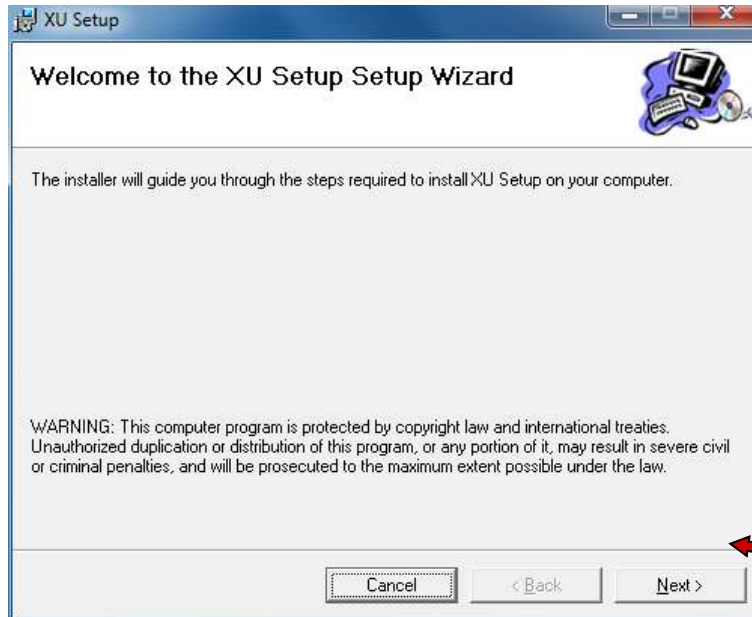 XU Setup
Welcome to the XU Setup Setup Wizard
The installer will guide you through the steps required to install XU Setup on your computer.
WARNING: This computer program is protected by copyright law and international treaties.
Unauthorized duplication or distribution of this program, or any portion of it, may result in severe civil
or criminal penalties, and will be prosecuted to the maximum extent possible under the law.
Cancel
< Back
Next >